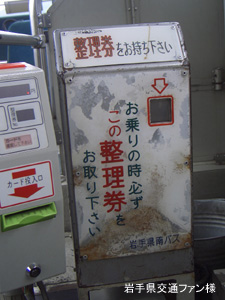 整理券をお持ち下さい
お乗りの時必ず
この整理券を
お取り下さい
岩手県南バス
カード投入口
岩手県交通ファン様